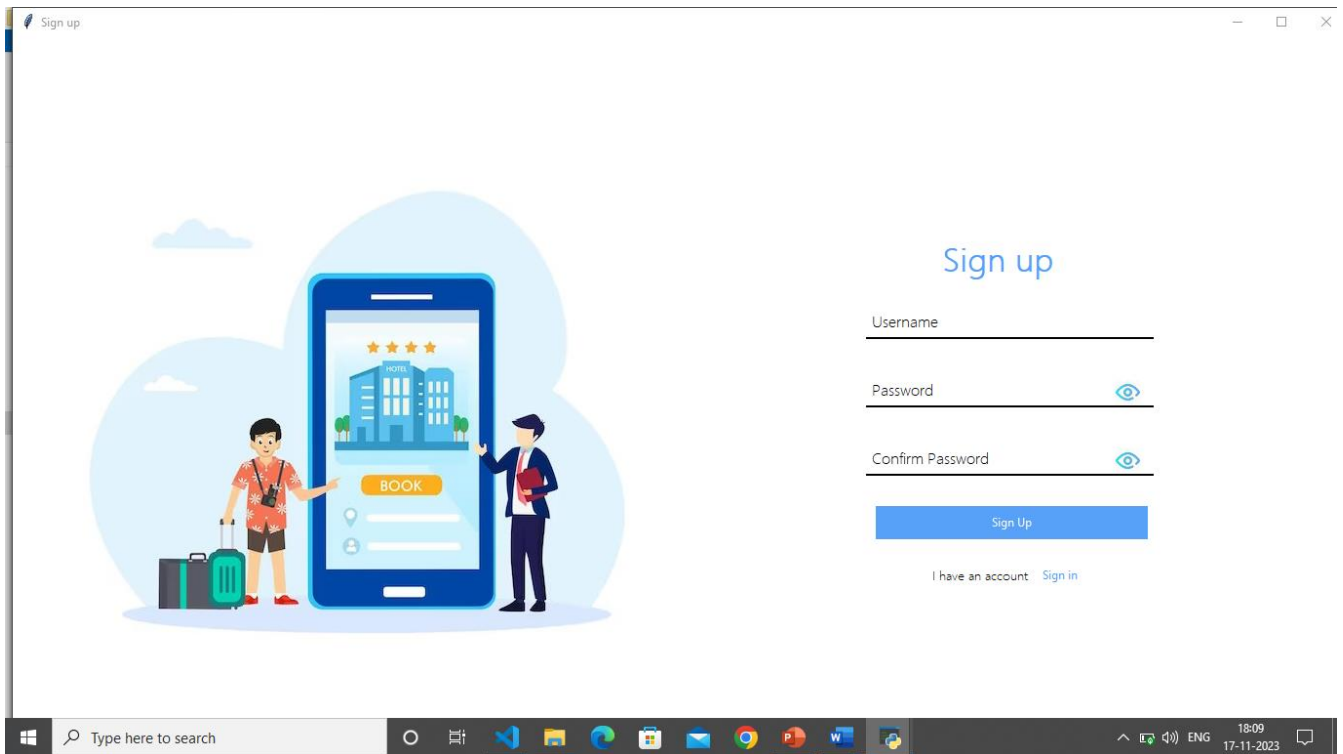 Sign up
HOTEL
BOOK
Sign up
Username
Password
Confirm Password
Sign Up
I have an account Sign in
Type here to search
ENG
18:09
17-11-2023